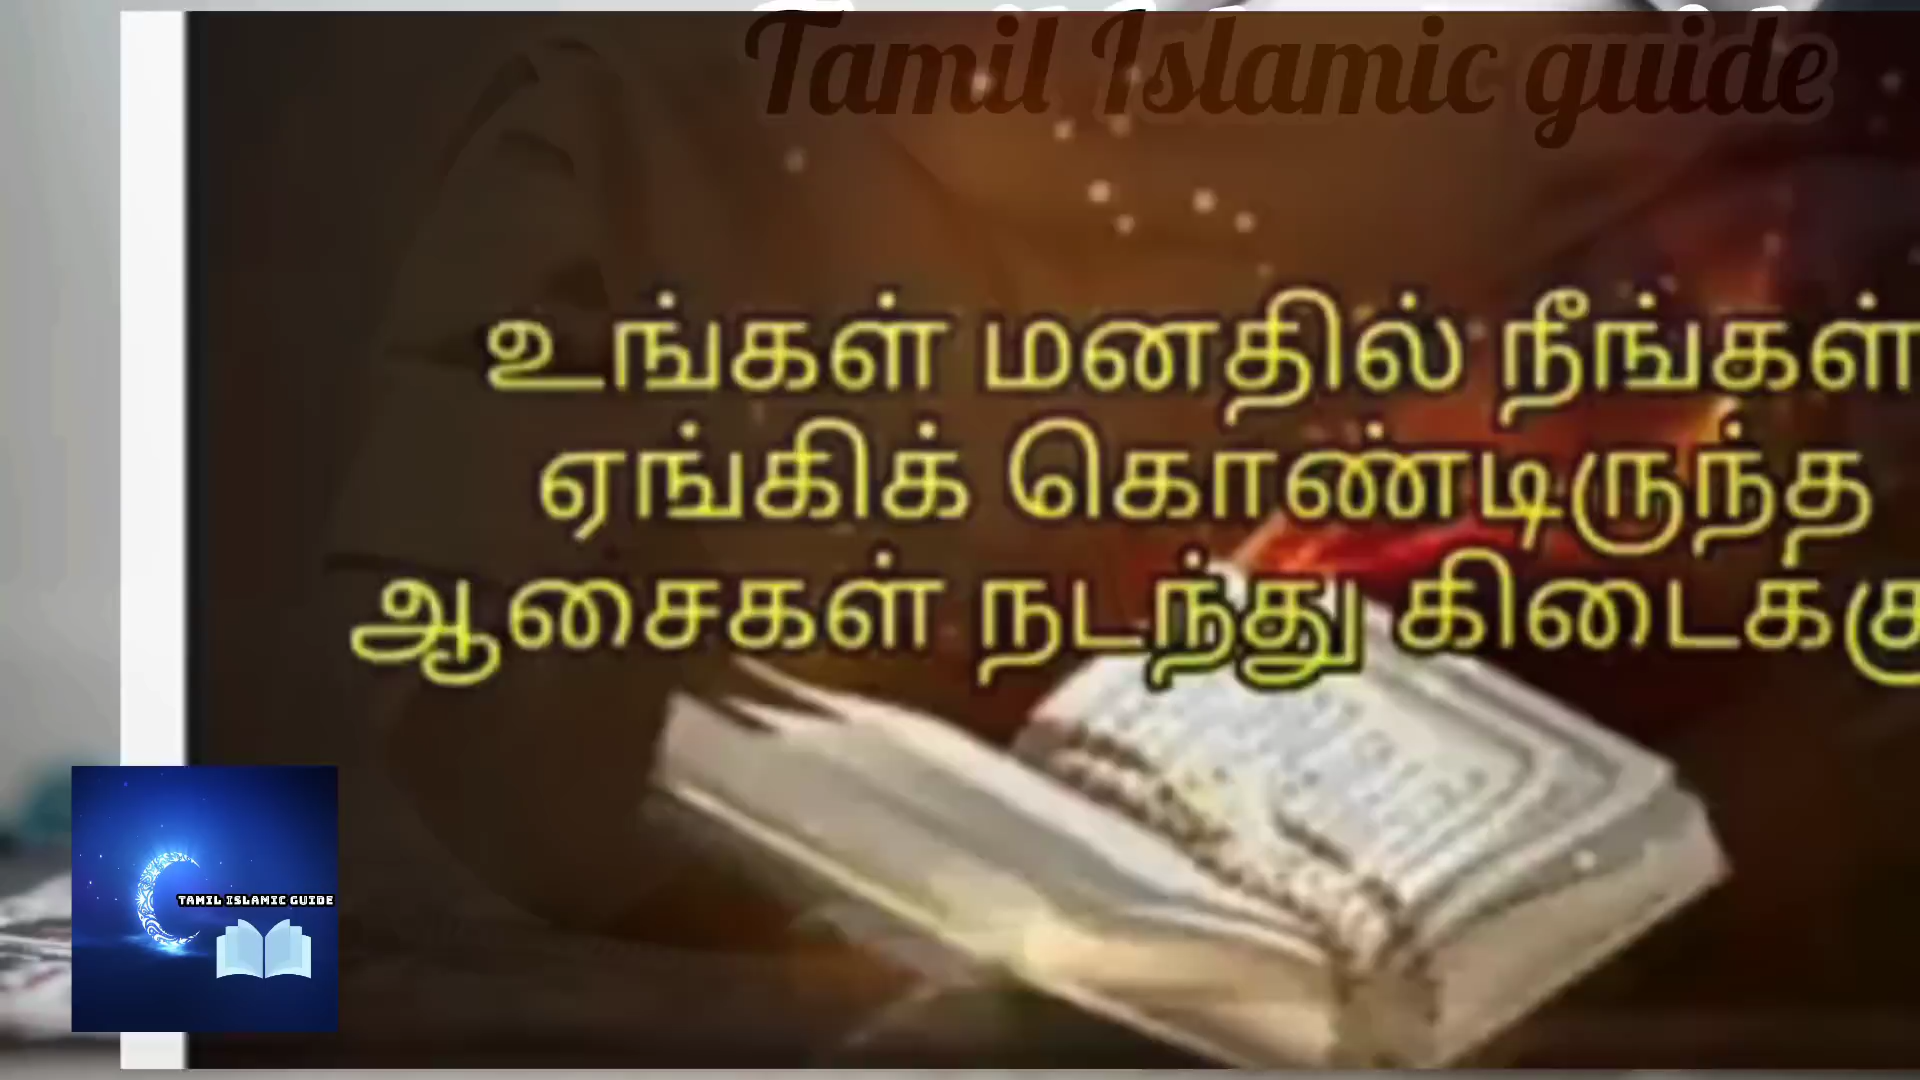 Tamil Islamic guide
உங்கள் மனதில் நீங்கள்
ஏங்கிக் கொண்டிருந்த
ஆசைகள் நடந்து
TAMIL ISLAMIC GUIDE